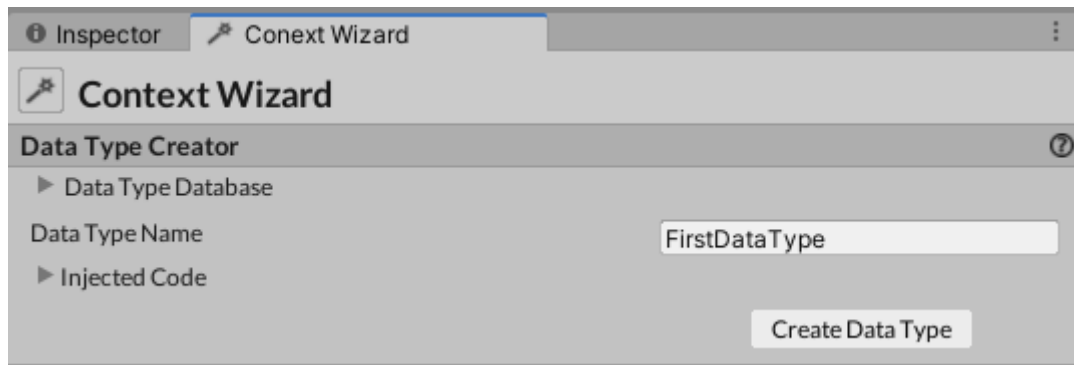 Inspector Conext Wizard
Context Wizard
Data Type Creator
Data Type Database
Data Type Name FirstDataType
Injected Code
Create Data Type